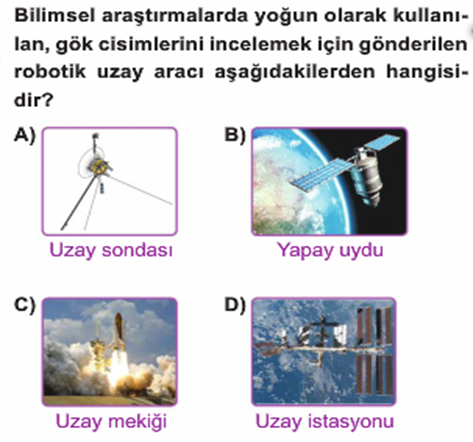 Bilimsel araştırmalarda yoğun olarak kullanı-
lan, gök cisimlerini incelemek için gönderilen
robotik uzay aracı aşağıdakilerden hangisi-
dir?
A)
B)
Uzay sondası
Yapay uydu
C)
D)
Uzay mekiği
Uzay istasyonu